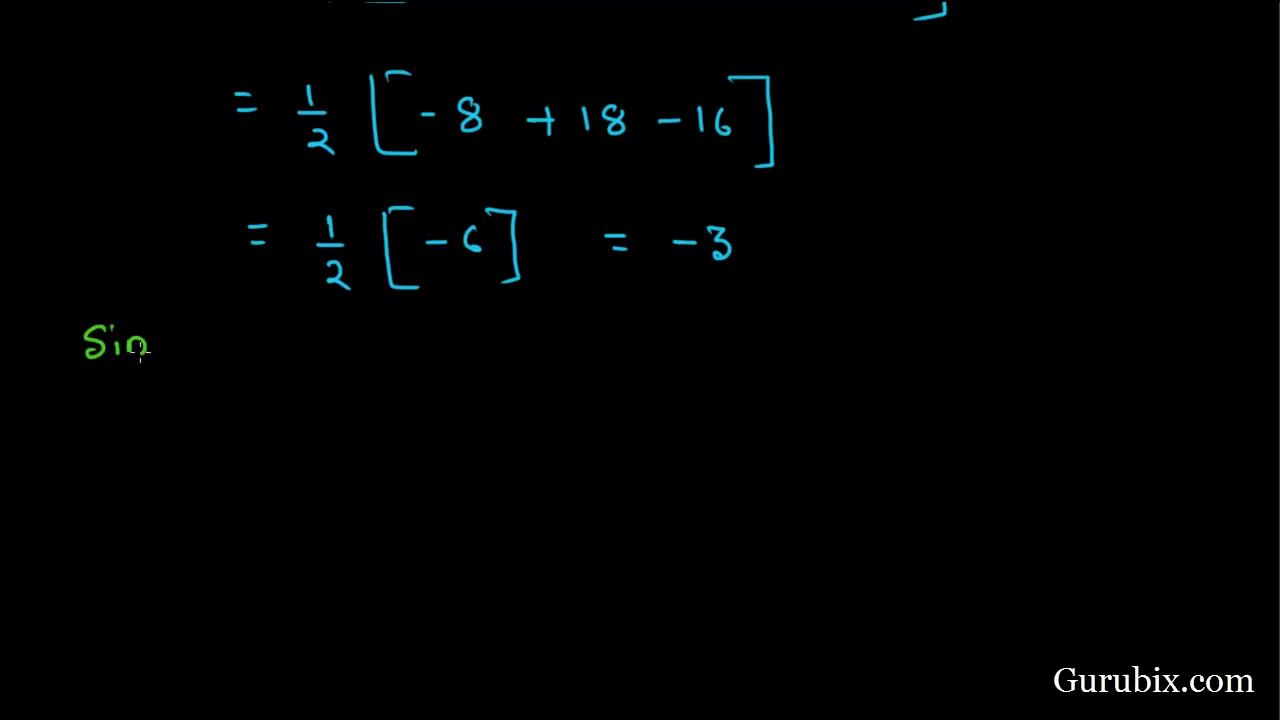 = 1/2 [ - 8 + 18 - 16 ]
= 1/2 [ - 6 ] = - 3
Sin
Gurubix.com